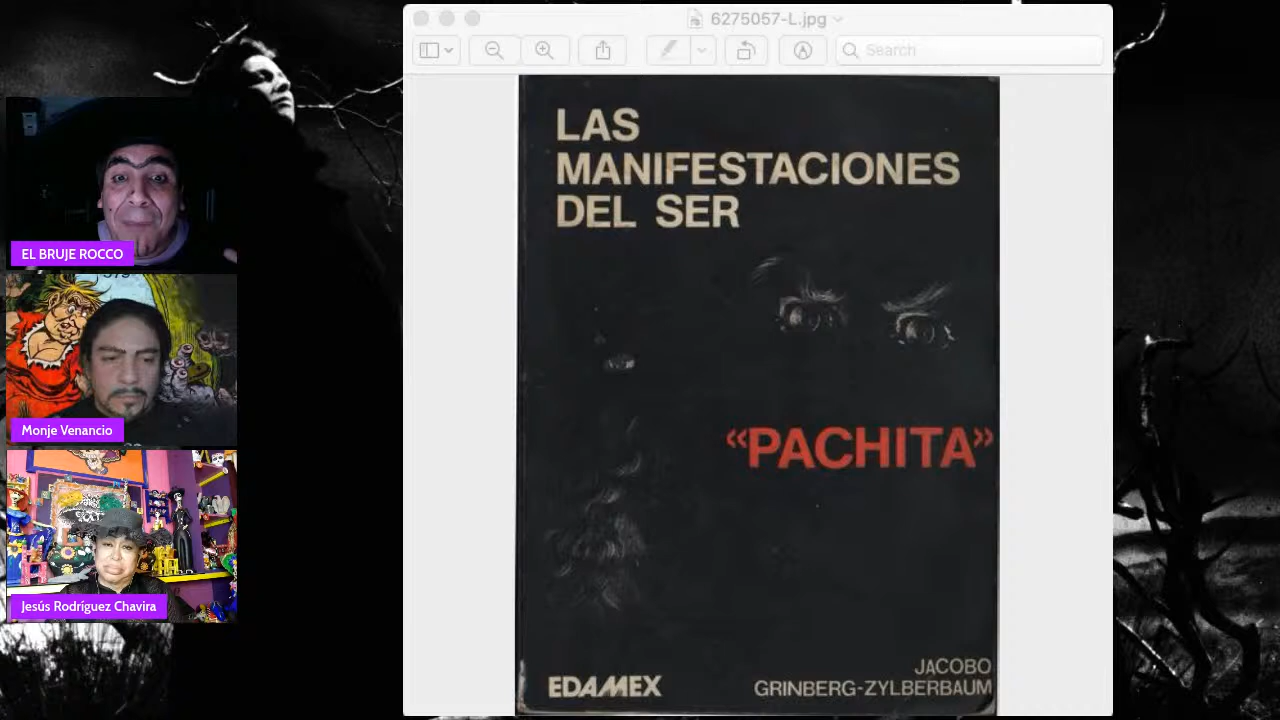 6275057-L.jpg
Search
LAS
MANIFESTACIONES
DEL SER
«PACHITA»
JACOBO
GRINBERG-ZYLBERBAUM
EDAMEX
EL BRUJE ROCCO
Monje Venancio
Jesús Rodríguez Chavira